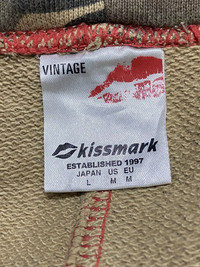 VINTAGE
kissmark
ESTABLISHED 1997
JAPAN US EU
L M M